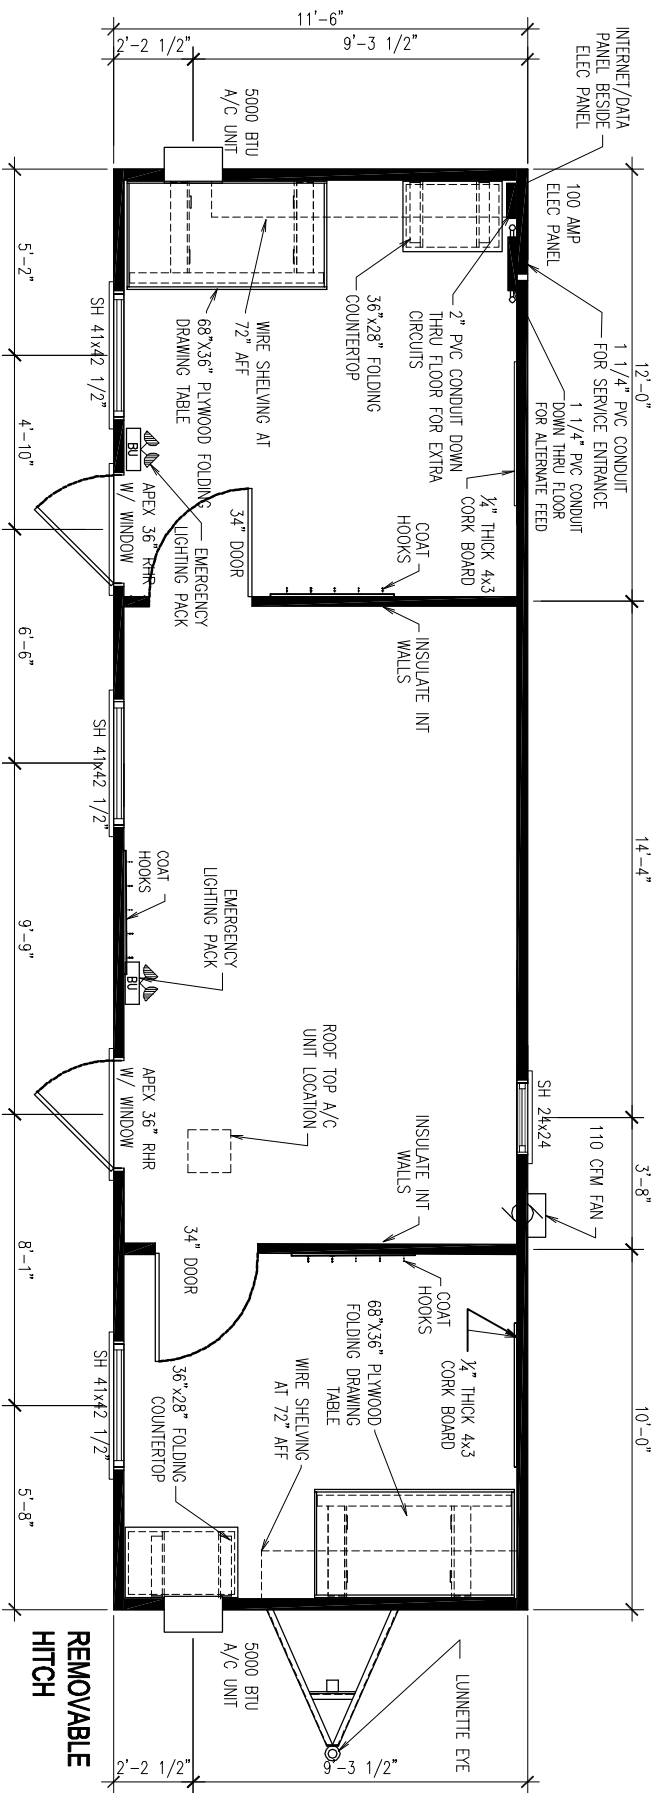 11'-6"
2'-2 1/2"
9'-3 1/2"
INTERNET/DATA
PANEL BESIDE
ELEC PANEL
5000 BTU
A/C UNIT
100 AMP
ELEC PANEL
1 1/4" PVC CONDUIT
FOR SERVICE ENTRANCE
1 1/4" PVC CONDUIT
DOWN THRU FLOOR
FOR ALTERNATE FEED
12'-0"
14'-4"
3'-8"
10'-0"
2" PVC CONDUIT DOWN
THRU FLOOR FOR EXTRA
CIRCUITS
36"x28" FOLDING
COUNTERTOP
WIRE SHELVING AT
72" AFF
68"X36" PLYWOOD FOLDING
DRAWING TABLE
¼" THICK 4x3
CORK BOARD
COAT
HOOKS
34" DOOR
EMERGENCY
LIGHTING PACK
BU
APEX 36" RHR
W/ WINDOW
SH 41x42 1/2"
INSULATE INT
WALLS
SH 41x42 1/2"
COAT
HOOKS
EMERGENCY
LIGHTING PACK
BU
ROOF TOP A/C
UNIT LOCATION
APEX 36" RHR
W/ WINDOW
SH 24x24
110 CFM FAN
INSULATE INT
WALLS
34" DOOR
COAT
HOOKS
¼" THICK 4x3
CORK BOARD
68"X36" PLYWOOD
FOLDING DRAWING
TABLE
WIRE SHELVING
AT 72" AFF
36"x28" FOLDING
COUNTERTOP
SH 41x42 1/2"
5'-2"
4'-10"
6'-6"
9'-9"
8'-1"
5'-8"
5000 BTU
A/C UNIT
LUNNETTE EYE
REMOVABLE
HITCH
2'-2 1/2"
9'-3 1/2"